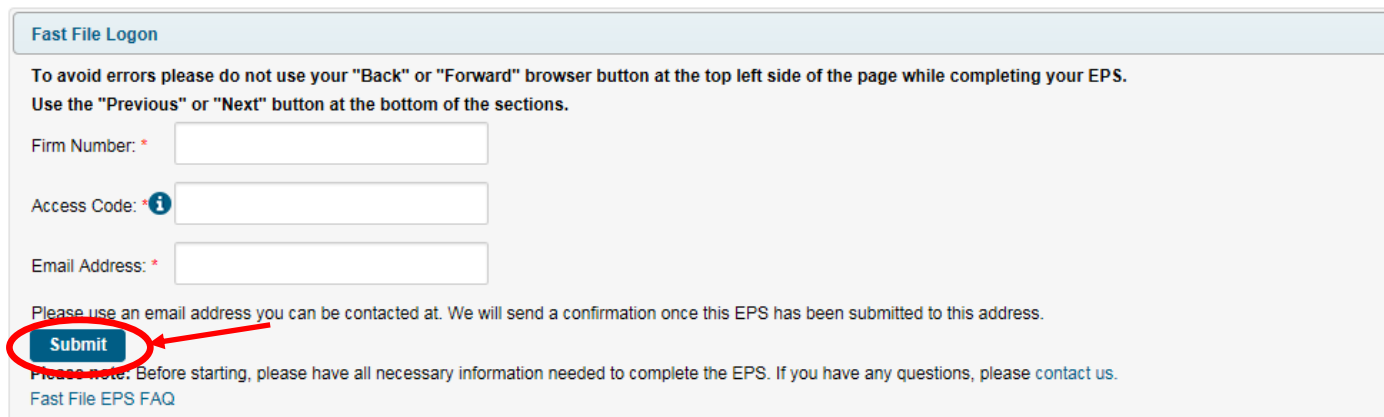 Fast File Logon
To avoid errors please do not use your "Back" or "Forward" browser button at the top left side of the page while completing your EPS.
Use the "Previous" or "Next" button at the bottom of the sections.
Firm Number: *
Access Code: * i
Email Address: *
Please use an email address you can be contacted at. We will send a confirmation once this EPS has been submitted to this address.
Submit
Please note: Before starting, please have all necessary information needed to complete the EPS. If you have any questions, please contact us.
Fast File EPS FAQ